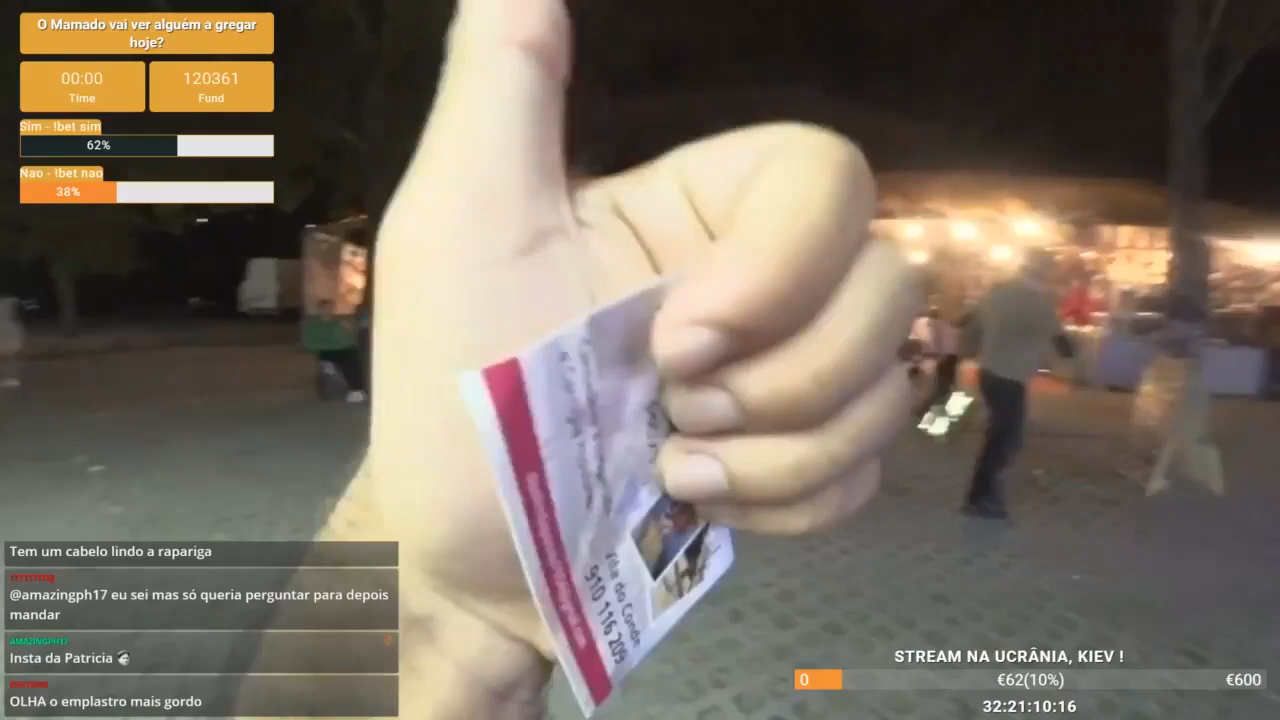 O Mamado vai ver alguém a gregar
hoje?
00:00
Time
120361
Fund
Sim - !bet sim
62%
Nao - !bet nao
38%
Vila do Conde
910 116 209
Tem um cabelo lindo a rapariga
@amazingph17 eu sei mas só queria perguntar para depois
mandar
AMAZINGPH17
Insta da Patricia
OLHA o emplastro mais gordo
STREAM NA UCRÂNIA, KIEV !
0
€62(10%)
€600
32:21:10:16